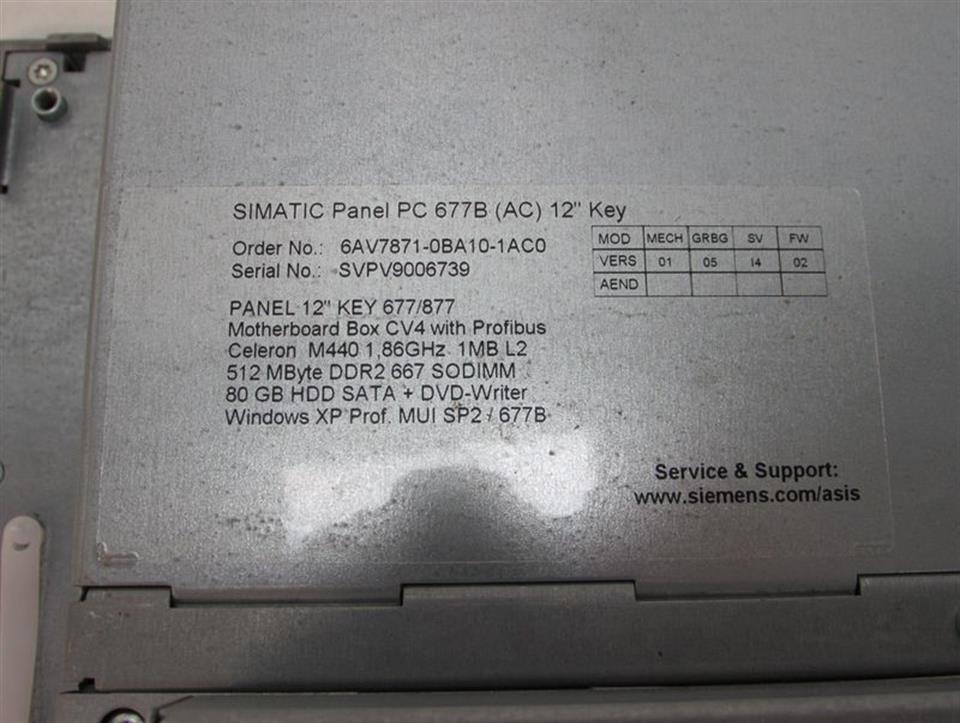 SIMATIC Panel PC 677B (AC) 12" Key
Order No.: 6AV7871-0BA10-1AC0
Serial No.: SVPV9006739
MOD MECH GRBG SV FW
VERS 01 05 I4 02
AEND
PANEL 12" KEY 677/877
Motherboard Box CV4 with Profibus
Celeron M440 1,86GHz 1MB L2
512 MByte DDR2 667 SODIMM
80 GB HDD SATA + DVD-Writer
Windows XP Prof. MUI SP2 / 677B
Service & Support:
www.siemens.com/asis